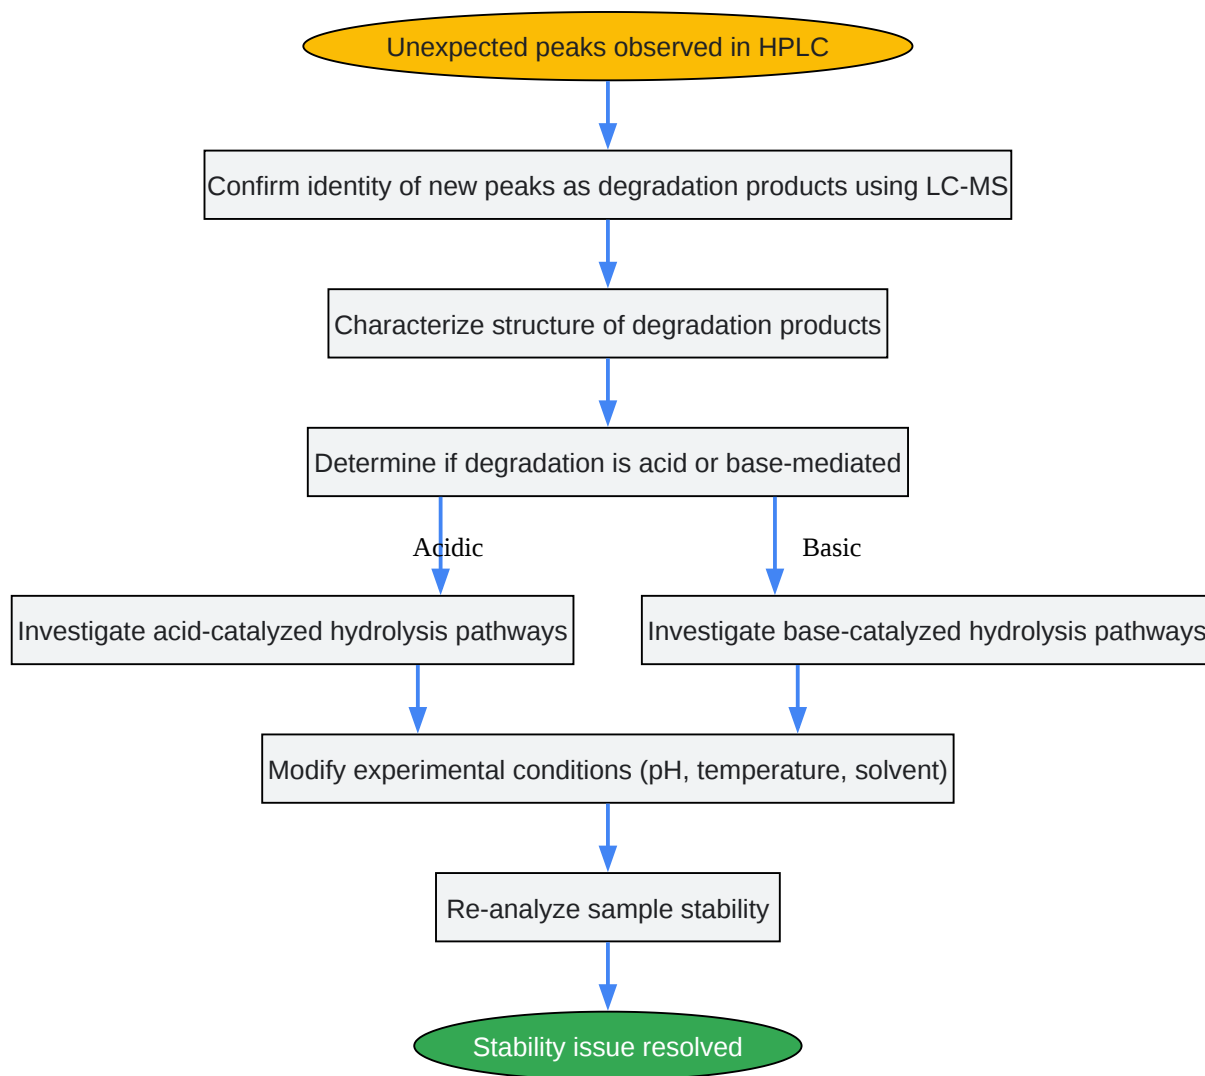 Unexpected peaks observed in HPLC
Confirm identity of new peaks as degradation products using LC-MS
Characterize structure of degradation products
Determine if degradation is acid or base-mediated
Acidic
Basic
Investigate acid-catalyzed hydrolysis pathways
Investigate base-catalyzed hydrolysis pathways
Modify experimental conditions (pH, temperature, solvent)
Re-analyze sample stability
Stability issue resolved